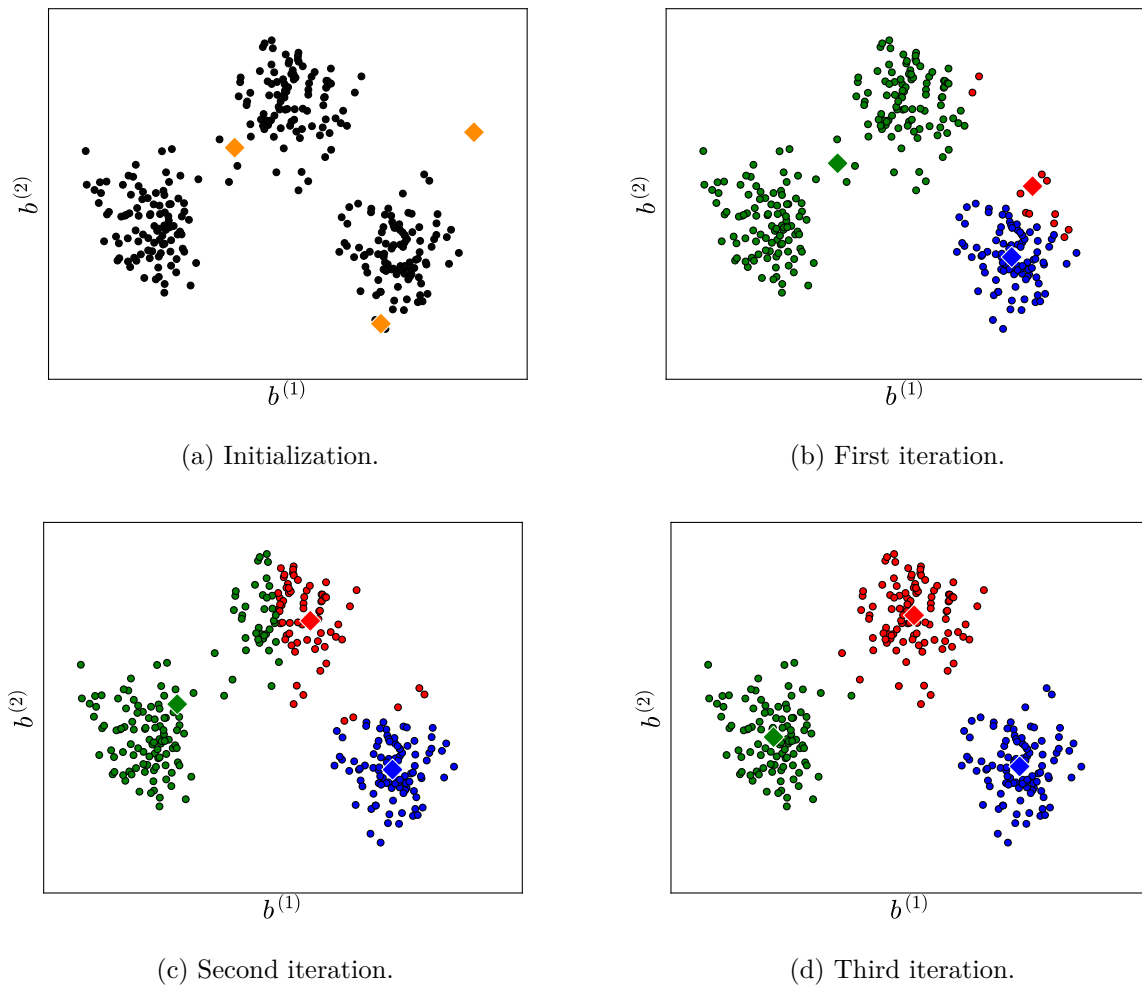 b^(2)
b^(1)
(a) Initialization.
b^(2)
b^(1)
(b) First iteration.
b^(2)
b^(1)
(c) Second iteration.
b^(2)
b^(1)
(d) Third iteration.